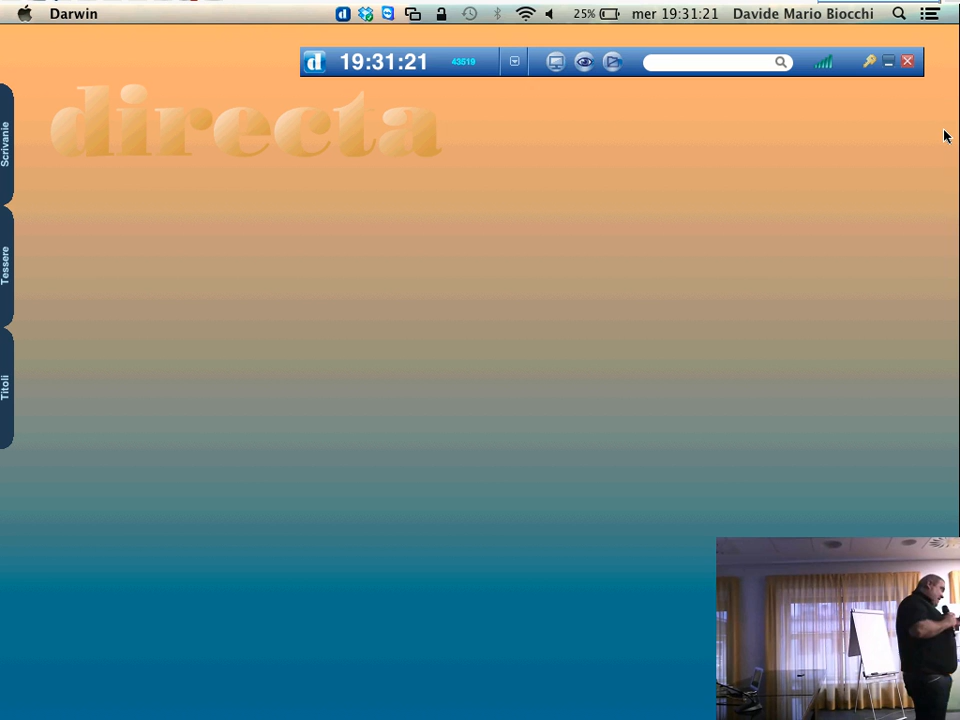 Darwin d 25% mer 19:31:21 Davide Mario Biocchi
d 19:31:21 43519
directa
Scrivanie
Tessere
Titoli